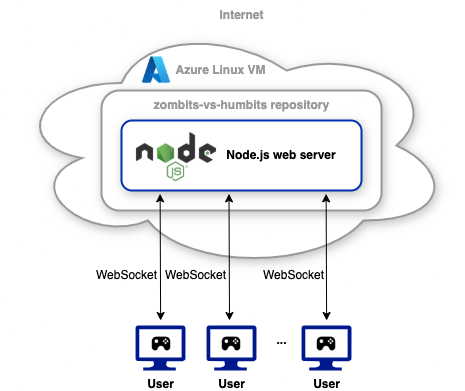 Internet
Azure Linux VM
zombits-vs-humbits repository
node
JS
Node.js web server
WebSocket WebSocket WebSocket
...
User User User